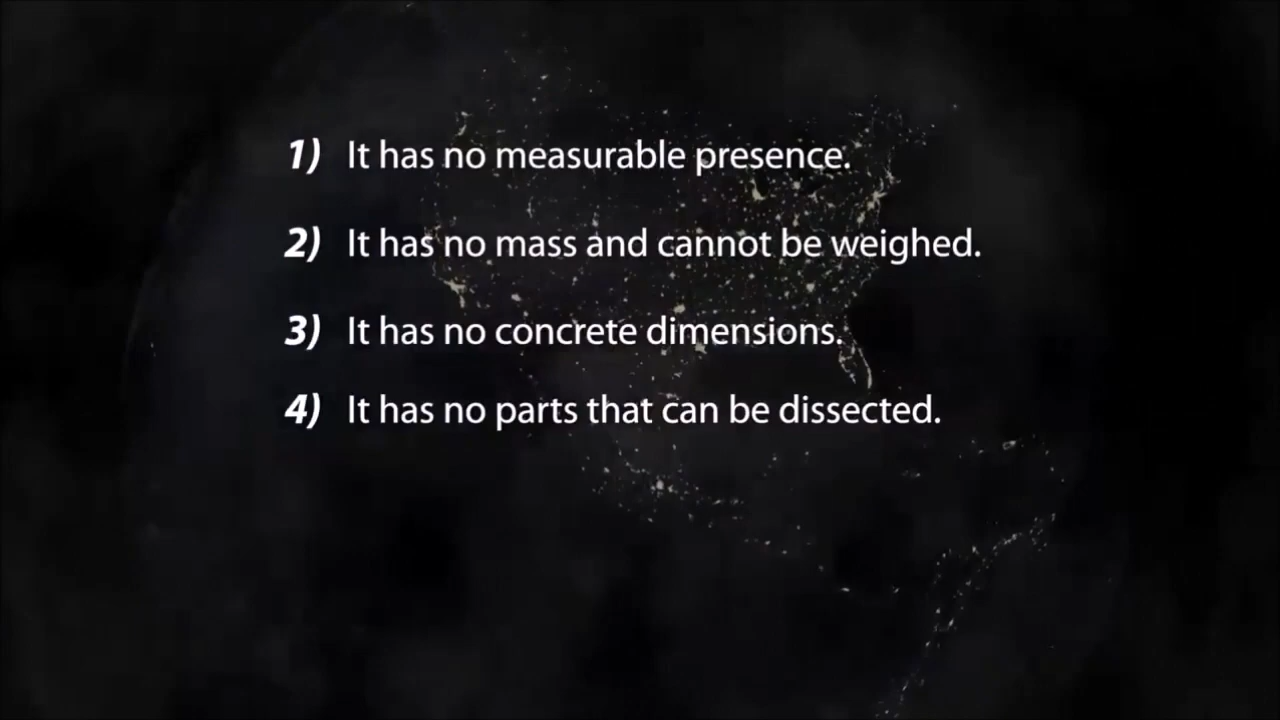 1) It has no measurable presence.
2) It has no mass and cannot be weighed.
3) It has no concrete dimensions.
4) It has no parts that can be dissected.